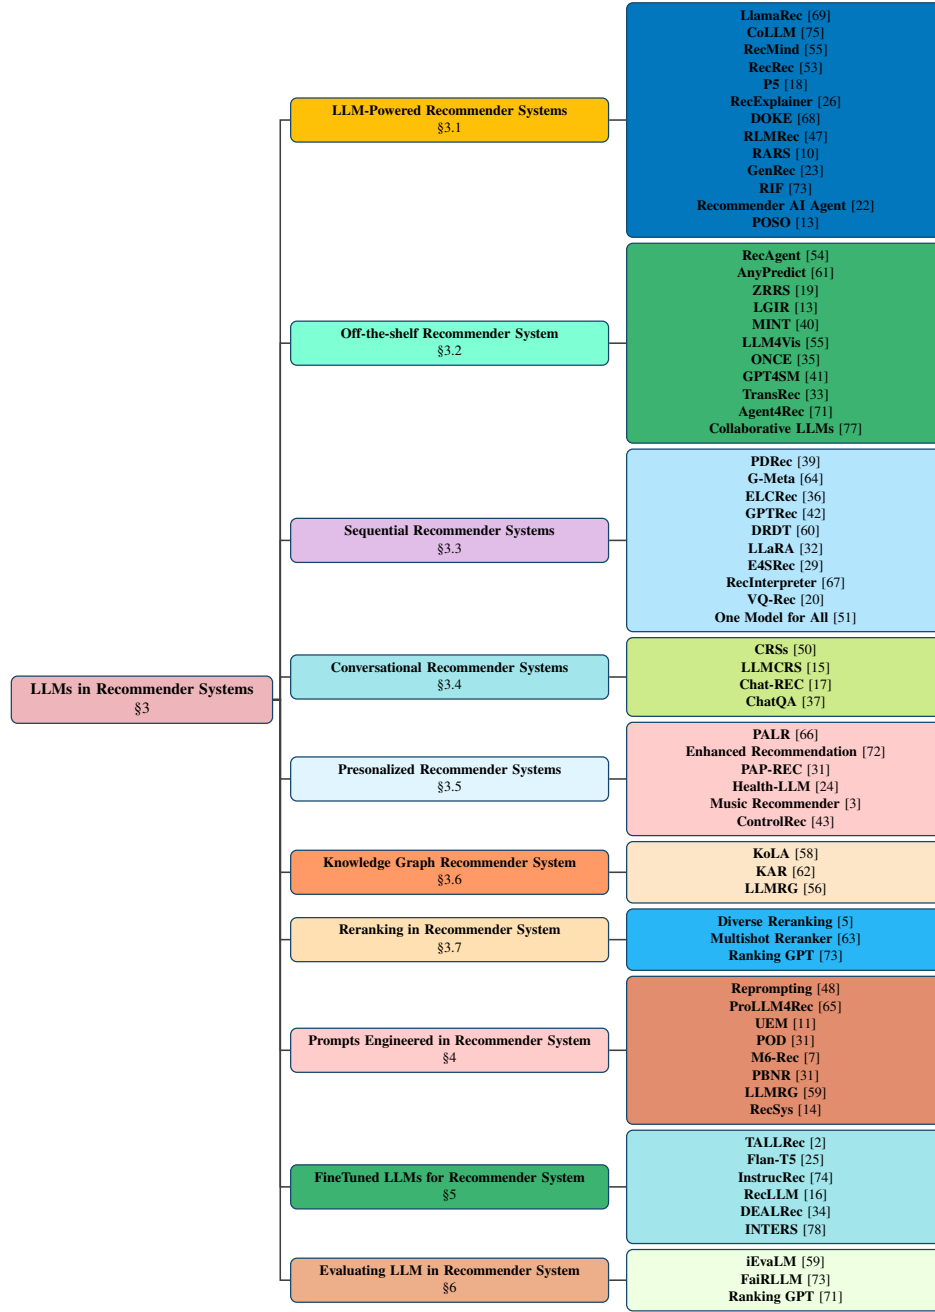 LLMs in Recommender Systems
§3
LLM-Powered Recommender Systems
§3.1
LlamaRec [69]
CoLLM [75]
RecMind [55]
RecRec [53]
P5 [18]
RecExplainer [26]
DOKE [68]
RLMRec [47]
RARS [10]
GenRec [23]
RIF [73]
Recommender AI Agent [22]
POSO [13]
Off-the-shelf Recommender System
§3.2
RecAgent [54]
AnyPredict [61]
ZRRS [19]
LGIR [13]
MINT [40]
LLM4Vis [55]
ONCE [35]
GPT4SM [41]
TransRec [33]
Agent4Rec [71]
Collaborative LLMs [77]
Sequential Recommender Systems
§3.3
PDRec [39]
G-Meta [64]
ELCRec [36]
GPTRec [42]
DRDT [60]
LLaRA [32]
E4SRec [29]
RecInterpreter [67]
VQ-Rec [20]
One Model for All [51]
Conversational Recommender Systems
§3.4
CRSs [50]
LLMCRS [15]
Chat-REC [17]
ChatQA [37]
Presonalized Recommender Systems
§3.5
PALR [66]
Enhanced Recommendation [72]
PAP-REC [31]
Health-LLM [24]
Music Recommender [3]
ControlRec [43]
Knowledge Graph Recommender System
§3.6
KoLA [58]
KAR [62]
LLMRG [56]
Reranking in Recommender System
§3.7
Diverse Reranking [5]
Multishot Reranker [63]
Ranking GPT [73]
Prompts Engineered in Recommender System
§4
Reprompting [48]
ProLLM4Rec [65]
UEM [11]
POD [31]
M6-Rec [7]
PBNR [31]
LLMRG [59]
RecSys [14]
FineTuned LLMs for Recommender System
§5
TALLRec [2]
Flan-T5 [25]
InstrucRec [74]
RecLLM [16]
DEALRec [34]
INTERS [78]
Evaluating LLM in Recommender System
§6
iEvaLM [59]
FaiRLLM [73]
Ranking GPT [71]